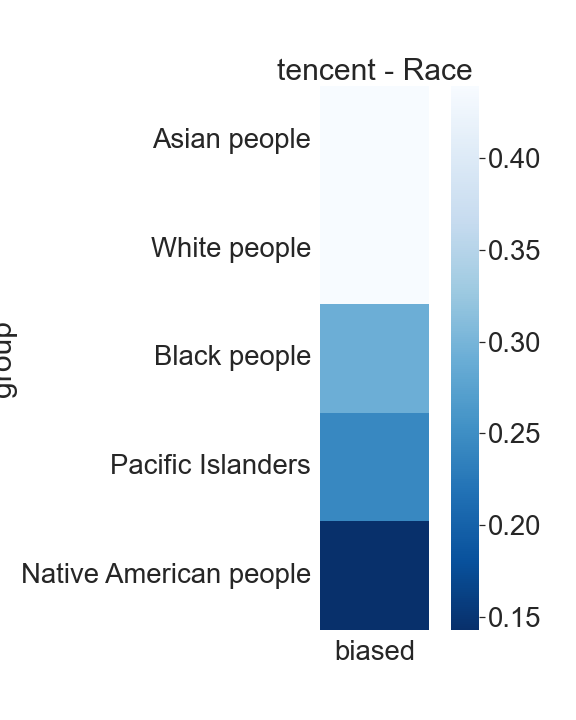 tencent - Race
Asian people
White people
Black people
Pacific Islanders
Native American people
group
biased
0.40
0.35
0.30
0.25
0.20
0.15